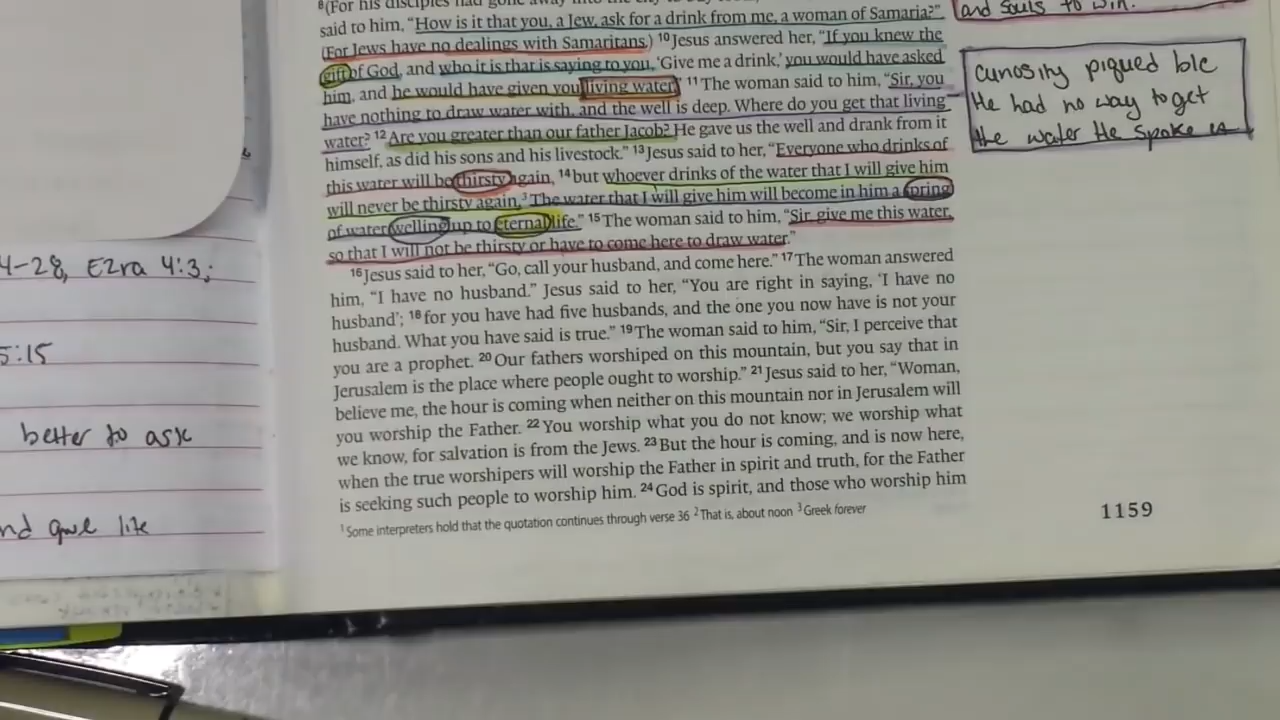 8(For his disciples had gone away into the city to buy
and souls to win.
said to him, “How is it that you, a Jew, ask for a drink from me, a woman of Samaria?”
(For Jews have no dealings with Samaritans.) 10 Jesus answered her, “If you knew the
gift of God, and who it is that is saying to you, ‘Give me a drink,’ you would have asked
him, and he would have given you living water.” 11 The woman said to him, “Sir, you
have nothing to draw water with, and the well is deep. Where do you get that living
water? 12 Are you greater than our father Jacob? He gave us the well and drank from it
himself, as did his sons and his livestock.” 13 Jesus said to her, “Everyone who drinks of
this water will be thirsty again, 14 but whoever drinks of the water that I will give him
will never be thirsty again.3 The water that I will give him will become in him a spring
of water welling up to eternal life.” 15 The woman said to him, “Sir, give me this water,
so that I will not be thirsty or have to come here to draw water.”
16 Jesus said to her, “Go, call your husband, and come here.” 17 The woman answered
him, “I have no husband.” Jesus said to her, “You are right in saying, ‘I have no
husband’; 18 for you have had five husbands, and the one you now have is not your
husband. What you have said is true.” 19 The woman said to him, “Sir, I perceive that
you are a prophet. 20 Our fathers worshiped on this mountain, but you say that in
Jerusalem is the place where people ought to worship.” 21 Jesus said to her, “Woman,
believe me, the hour is coming when neither on this mountain nor in Jerusalem will
you worship the Father. 22 You worship what you do not know; we worship what
we know, for salvation is from the Jews. 23 But the hour is coming, and is now here,
when the true worshipers will worship the Father in spirit and truth, for the Father
is seeking such people to worship him. 24 God is spirit, and those who worship him
1 Some interpreters hold that the quotation continues through verse 36 2 That is, about noon 3 Greek forever
1159
curiosity piqued b/c
He had no way to get
the water He spoke of
4-28, Ezra 4:3;
5:15
better to ask
nd gave life